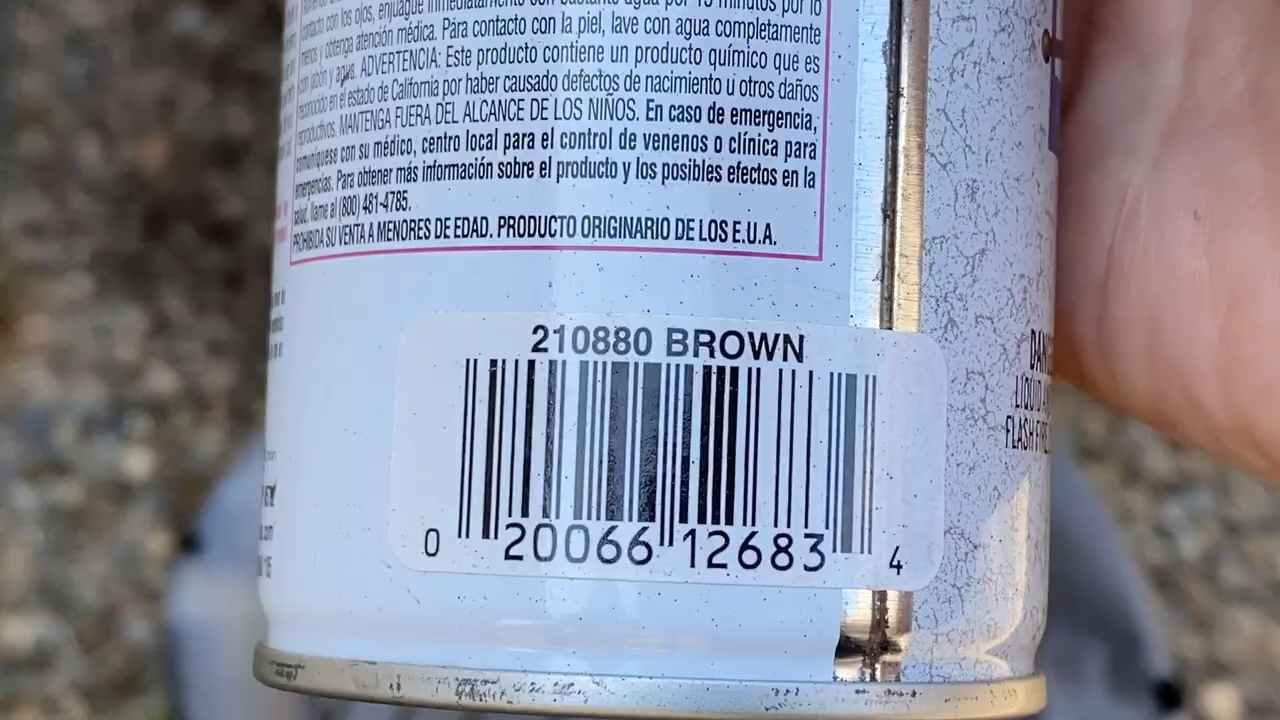 contacto con los ojos, enjuague inmediatamente con bastante agua por 15 minutos por lo
menos y obtenga atención médica. Para contacto con la piel, lave con agua completamente
con jabón y agua. ADVERTENCIA: Este producto contiene un producto químico que es
reconocido en el estado de California por haber causado defectos de nacimiento u otros daños
reproductivos. MANTENGA FUERA DEL ALCANCE DE LOS NIÑOS. En caso de emergencia,
comuníquese con su médico, centro local para el control de venenos o clínica para
emergencias. Para obtener más información sobre el producto y los posibles efectos en la
salud, llame al (800) 481-4785.
PROHIBIDA SU VENTA A MENORES DE EDAD. PRODUCTO ORIGINARIO DE LOS E.U.A.
210880 BROWN
0 20066 12683 4
LIQUID
FLASH